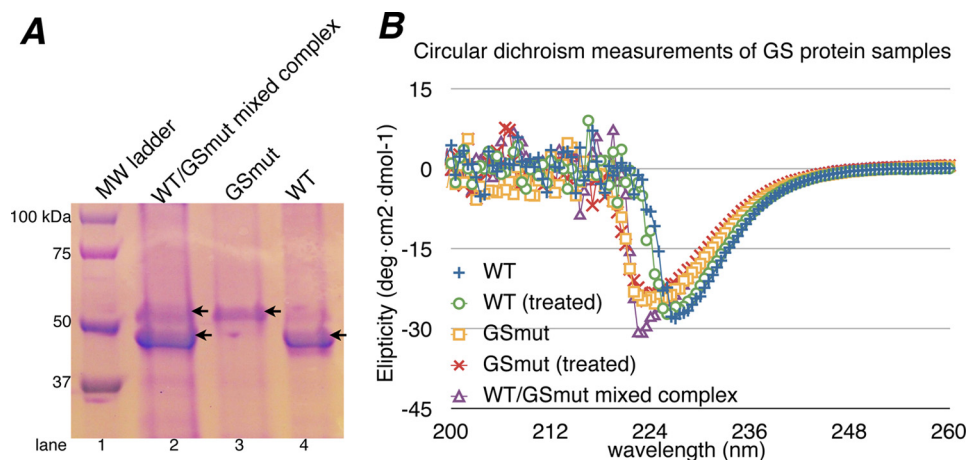 A
MW ladder
WT/GSmut mixed complex
GSmut
WT
100 kDa
75
50
37
lane 1 2 3 4
B
Circular dichroism measurements of GS protein samples
Elipticity (deg·cm2·dmol-1)
15
0
-15
-30
-45
WT
WT (treated)
GSmut
GSmut (treated)
WT/GSmut mixed complex
200 212 224 236 248 260
wavelength (nm)